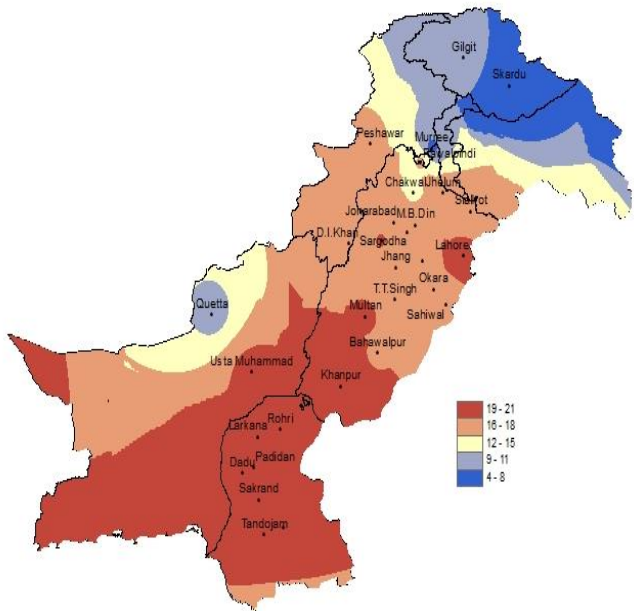 Gilgit
Skardu
Murree
Peshawar
Rawalpindi
Chakwal
Jhelum
Sialkot
Joharabad
M.B.Din
D.I.Khan
Sargodha
Lahore
Jhang
Okara
T.T.Singh
Quetta
Multan
Sahiwal
Bahawalpur
Usta Muhammad
Khanpur
19 - 21
16 - 18
12 - 15
9 - 11
4 - 8
Rohri
Larkana
Padidan
Dadu
Sakrand
Tandojam